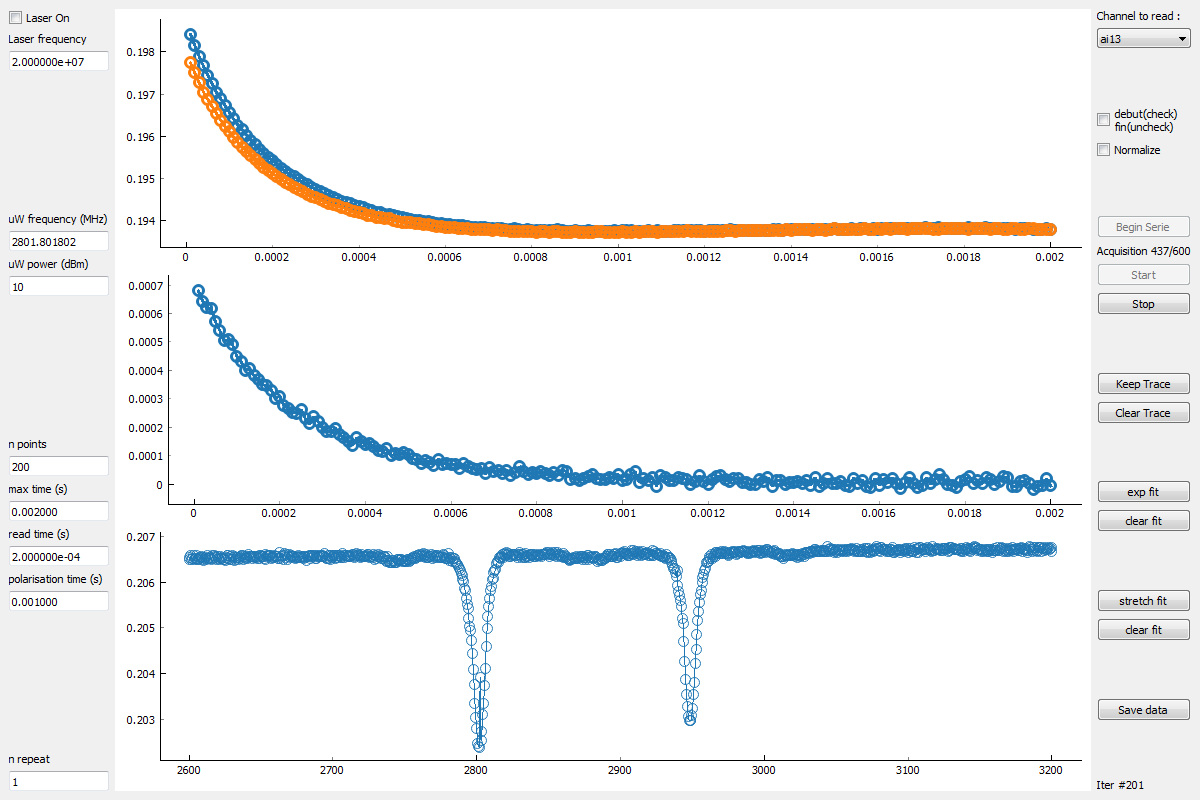 Laser On
Laser frequency
2.000000e+07
uW frequency (MHz)
2801.801802
uW power (dBm)
10
n points
200
max time (s)
0.002000
read time (s)
2.000000e-04
polarisation time (s)
0.001000
n repeat
1
0.198
0.197
0.196
0.195
0.194
0 0.0002 0.0004 0.0006 0.0008 0.001 0.0012 0.0014 0.0016 0.0018 0.002
0.0007
0.0006
0.0005
0.0004
0.0003
0.0002
0.0001
0
0 0.0002 0.0004 0.0006 0.0008 0.001 0.0012 0.0014 0.0016 0.0018 0.002
0.207
0.206
0.205
0.204
0.203
2600 2700 2800 2900 3000 3100 3200
Channel to read :
ai13
debut(check)
fin(uncheck)
Normalize
Begin Serie
Acquisition 437/600
Start
Stop
Keep Trace
Clear Trace
exp fit
clear fit
stretch fit
clear fit
Save data
Iter #201